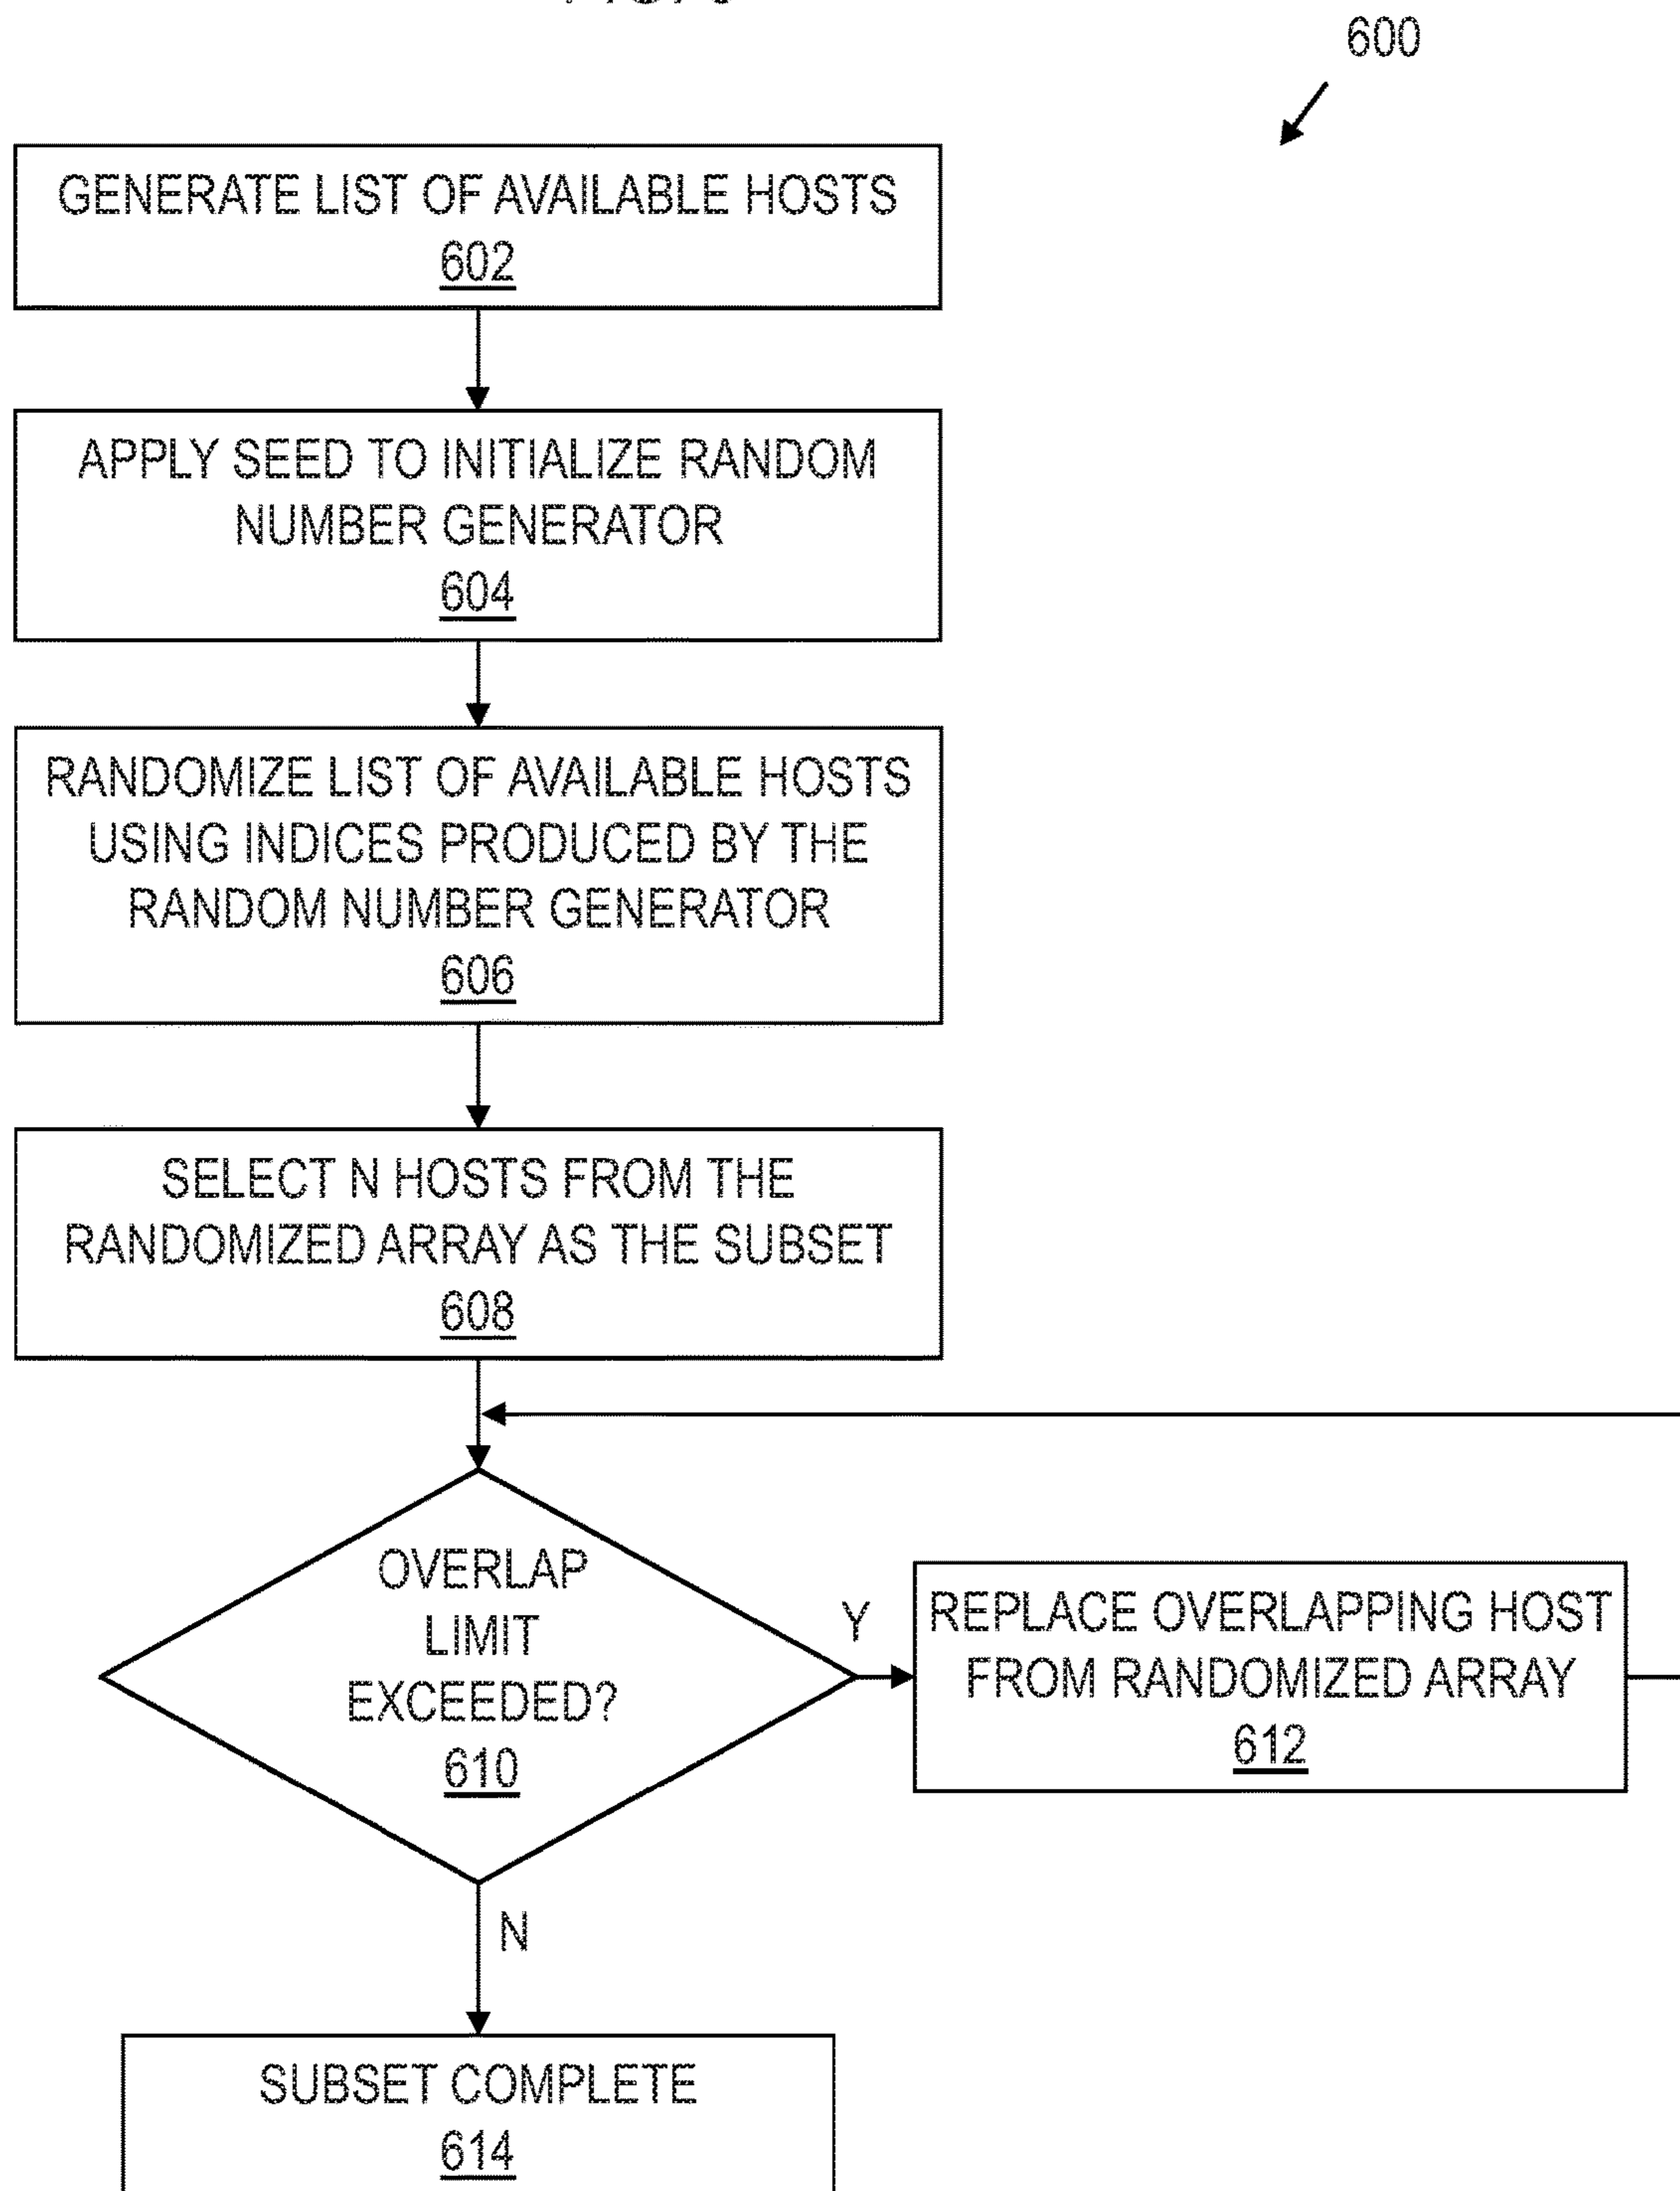 600
GENERATE LIST OF AVAILABLE HOSTS
602
APPLY SEED TO INITIALIZE RANDOM
NUMBER GENERATOR
604
RANDOMIZE LIST OF AVAILABLE HOSTS
USING INDICES PRODUCED BY THE
RANDOM NUMBER GENERATOR
606
SELECT N HOSTS FROM THE
RANDOMIZED ARRAY AS THE SUBSET
608
OVERLAP
LIMIT
EXCEEDED?
610
Y
REPLACE OVERLAPPING HOST
FROM RANDOMIZED ARRAY
612
N
SUBSET COMPLETE
614